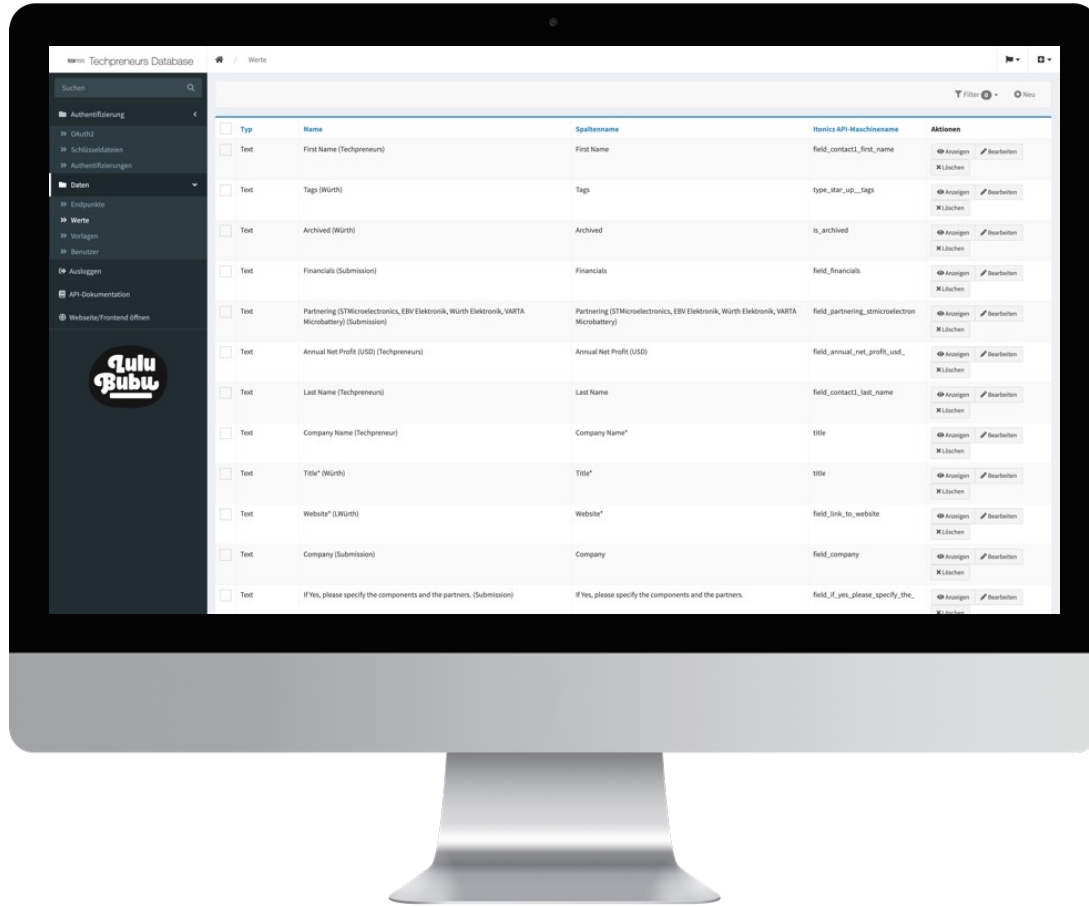 Techpreneurs Database
Werte
Suchen
Filter 0
Neu
Authentifizierung
OAuth2
Schlüsseldateien
Authentifizierungen
Daten
Endpunkte
Werte
Vorlagen
Benutzer
Ausloggen
API-Dokumentation
Webseite/Frontend öffnen
Lulu
Bubu
Typ Name Spaltenname Itonics API-Maschinename Aktionen
Text First Name (Techpreneurs) First Name field_contact1_first_name Anzeigen Bearbeiten
Löschen
Text Tags (Würth) Tags type_star_up__tags Anzeigen Bearbeiten
Löschen
Text Archived (Würth) Archived is_archived Anzeigen Bearbeiten
Löschen
Text Financials (Submission) Financials field_financials Anzeigen Bearbeiten
Löschen
Text Partnering (STMicroelectronics, EBV Elektronik, Würth Elektronik, VARTA Partnering (STMicroelectronics, EBV Elektronik, Würth Elektronik, VARTA field_partnering_stmicroelectron Anzeigen Bearbeiten
Microbattery) (Submission) Microbattery) Löschen
Text Annual Net Profit (USD) (Techpreneurs) Annual Net Profit (USD) field_annual_net_profit_usd_ Anzeigen Bearbeiten
Löschen
Text Last Name (Techpreneurs) Last Name field_contact1_last_name Anzeigen Bearbeiten
Löschen
Text Company Name (Techpreneur) Company Name* title Anzeigen Bearbeiten
Löschen
Text Title* (Würth) Title* title Anzeigen Bearbeiten
Löschen
Text Website* (LWürth) Website* field_link_to_website Anzeigen Bearbeiten
Löschen
Text Company (Submission) Company field_company Anzeigen Bearbeiten
Löschen
Text If Yes, please specify the components and the partners. (Submission) If Yes, please specify the components and the partners. field_if_yes_please_specify_the_ Anzeigen Bearbeiten
Löschen